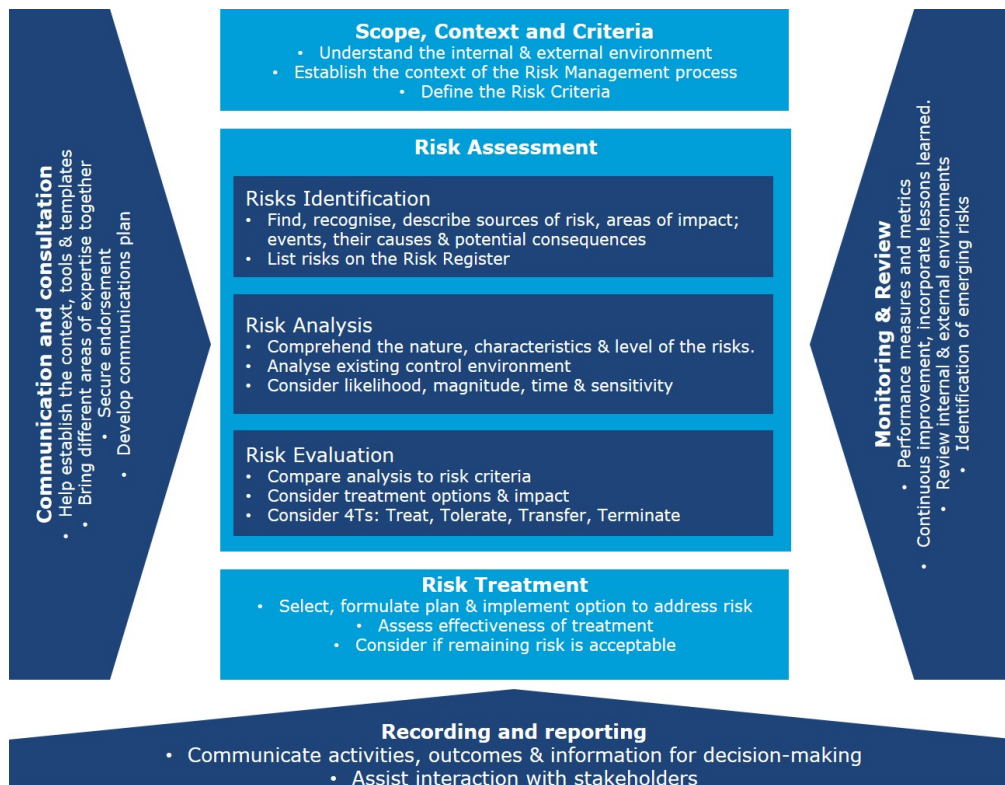 Scope, Context and Criteria
• Understand the internal & external environment
• Establish the context of the Risk Management process
• Define the Risk Criteria
Communication and consultation
• Help establish the context, tools & templates
• Bring different areas of expertise together
• Secure endorsement
• Develop communications plan
Risk Assessment
Risks Identification
• Find, recognise, describe sources of risk, areas of impact;
events, their causes & potential consequences
• List risks on the Risk Register
Risk Analysis
• Comprehend the nature, characteristics & level of the risks.
• Analyse existing control environment
• Consider likelihood, magnitude, time & sensitivity
Risk Evaluation
• Compare analysis to risk criteria
• Consider treatment options & impact
• Consider 4Ts: Treat, Tolerate, Transfer, Terminate
Risk Treatment
• Select, formulate plan & implement option to address risk
• Assess effectiveness of treatment
• Consider if remaining risk is acceptable
Monitoring & Review
• Performance measures and metrics
• Continuous improvement, incorporate lessons learned.
• Review internal & external environments
• Identification of emerging risks
Recording and reporting
• Communicate activities, outcomes & information for decision-making
• Assist interaction with stakeholders